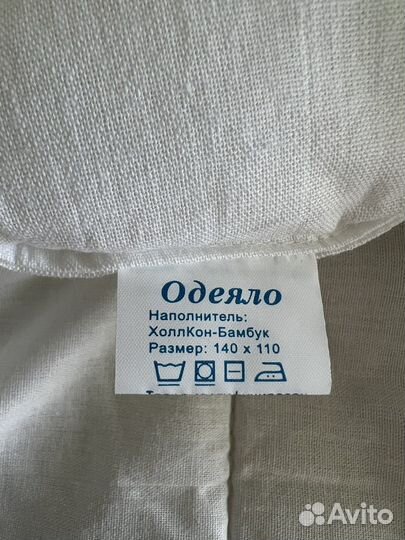 Одеяло
Наполнитель:
ХоллКон-Бамбук
Размер: 140 х 110
Avito